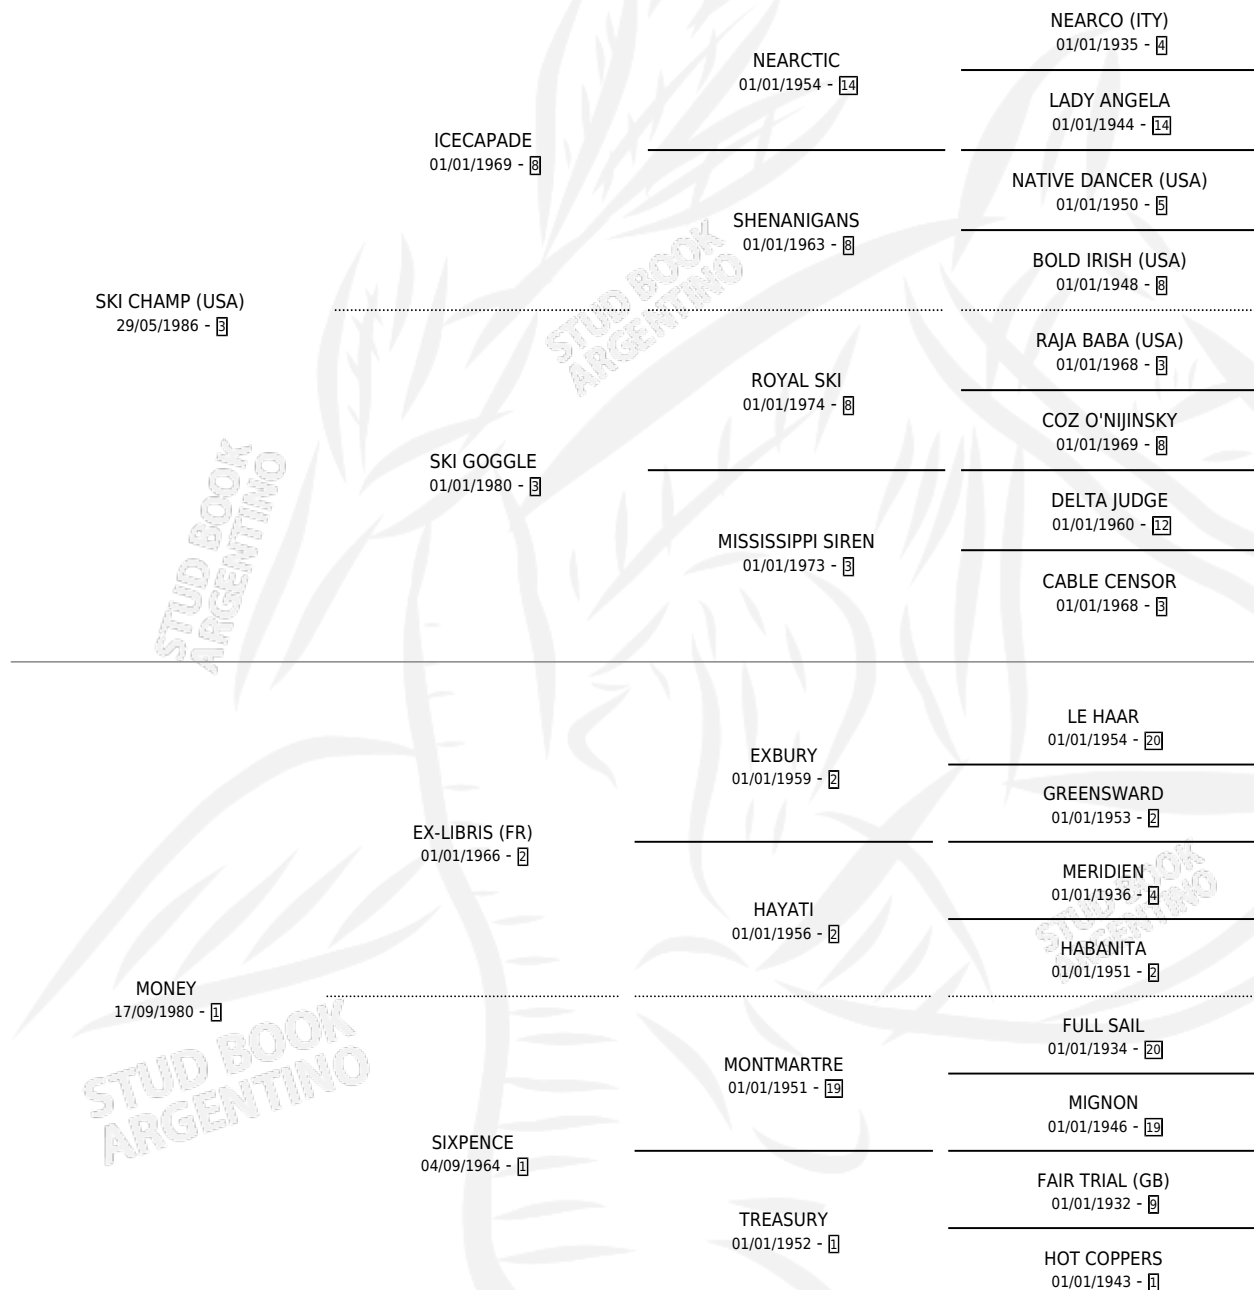 NEARCO (ITY)
01/01/1935 - 4
NEARCTIC
01/01/1954 - 14
LADY ANGELA
01/01/1944 - 14
ICECAPADE
01/01/1969 - 8
NATIVE DANCER (USA)
01/01/1950 - 5
SHENANIGANS
01/01/1963 - 8
BOLD IRISH (USA)
01/01/1948 - 8
SKI CHAMP (USA)
29/05/1986 - 3
STUD BOOK
ARGENTINO
RAJA BABA (USA)
01/01/1968 - 3
ROYAL SKI
01/01/1974 - 8
COZ O'NIJINSKY
01/01/1969 - 8
SKI GOGGLE
01/01/1980 - 3
DELTA JUDGE
01/01/1960 - 12
MISSISSIPPI SIREN
01/01/1973 - 3
CABLE CENSOR
01/01/1968 - 3
STUD BOOK
ARGENTINO
LE HAAR
01/01/1954 - 20
EXBURY
01/01/1959 - 2
GREENSWARD
01/01/1953 - 2
EX-LIBRIS (FR)
01/01/1966 - 2
MERIDIEN
01/01/1936 - 4
HAYATI
01/01/1956 - 2
HABANITA
01/01/1951 - 2
STUD BOOK
ARGENTINO
MONEY
17/09/1980 - 1
FULL SAIL
01/01/1934 - 20
MONTMARTRE
01/01/1951 - 19
MIGNON
01/01/1946 - 19
STUD BOOK
ARGENTINO
SIXPENCE
04/09/1964 - 1
FAIR TRIAL (GB)
01/01/1932 - 9
TREASURY
01/01/1952 - 1
HOT COPPERS
01/01/1943 - 1